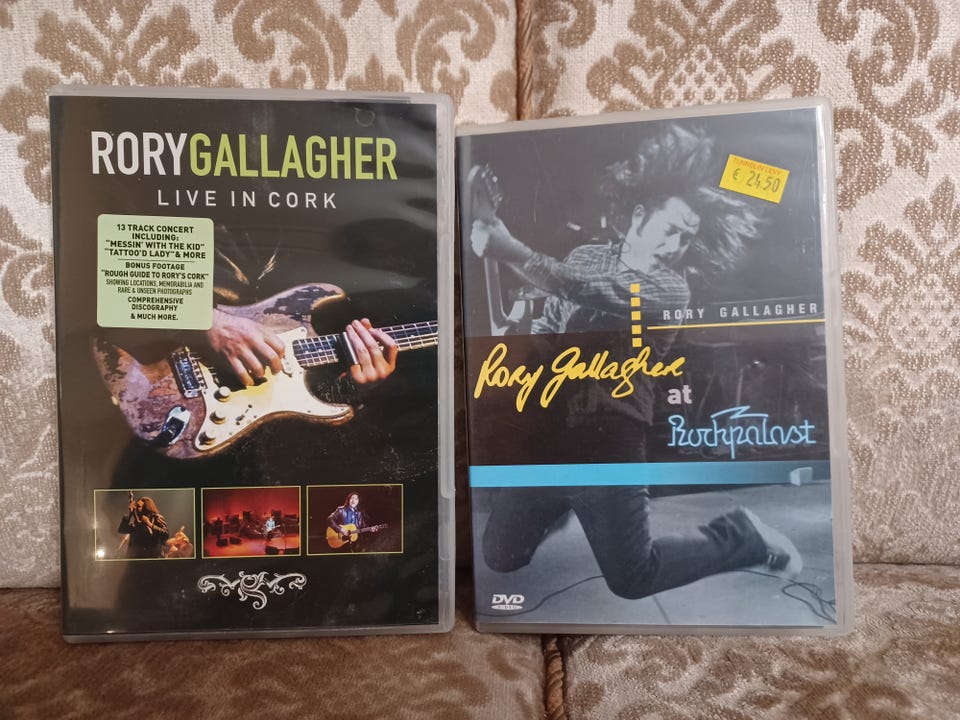 RORYGALLAGHER
LIVE IN CORK
13 TRACK CONCERT
INCLUDING:
"MESSIN' WITH THE KID"
"TATTOO'D LADY" & MORE
BONUS FOOTAGE
"ROUGH GUIDE TO RORY'S CORK"
SHOWING LOCATIONS, MEMORABILIA AND
RARE & UNSEEN PHOTOGRAPHS
COMPREHENSIVE
DISCOGRAPHY
& MUCH MORE.
€ 24.50
RORY GALLAGHER
Rory Gallagher
at
Rockpalast
DVD
VIDEO